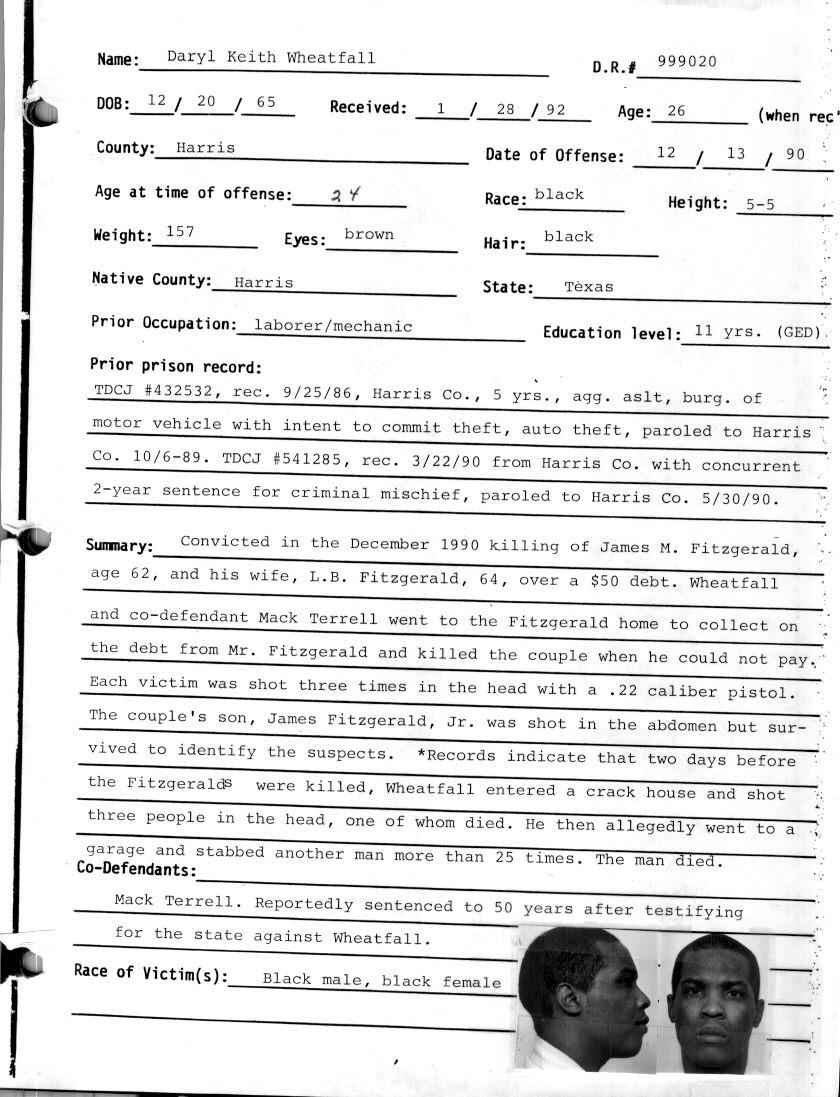 Name: Daryl Keith Wheatfall D.R.# 999020
DOB: 12 / 20 / 65 Received: 1 / 28 / 92 Age: 26 (when rec'
County: Harris Date of Offense: 12 / 13 / 90
Age at time of offense: 24 Race: black Height: 5-5
Weight: 157 Eyes: brown Hair: black
Native County: Harris State: Texas
Prior Occupation: laborer/mechanic Education level: 11 yrs. (GED)
Prior prison record:
TDCJ #432532, rec. 9/25/86, Harris Co., 5 yrs., agg. aslt, burg. of
motor vehicle with intent to commit theft, auto theft, paroled to Harris
Co. 10/6-89. TDCJ #541285, rec. 3/22/90 from Harris Co. with concurrent
2-year sentence for criminal mischief, paroled to Harris Co. 5/30/90.
Summary: Convicted in the December 1990 killing of James M. Fitzgerald,
age 62, and his wife, L.B. Fitzgerald, 64, over a $50 debt. Wheatfall
and co-defendant Mack Terrell went to the Fitzgerald home to collect on
the debt from Mr. Fitzgerald and killed the couple when he could not pay.
Each victim was shot three times in the head with a .22 caliber pistol.
The couple's son, James Fitzgerald, Jr. was shot in the abdomen but sur-
vived to identify the suspects. *Records indicate that two days before
the Fitzgeralds were killed, Wheatfall entered a crack house and shot
three people in the head, one of whom died. He then allegedly went to a
garage and stabbed another man more than 25 times. The man died.
Co-Defendants:
Mack Terrell. Reportedly sentenced to 50 years after testifying
for the state against Wheatfall.
Race of Victim(s): Black male, black female